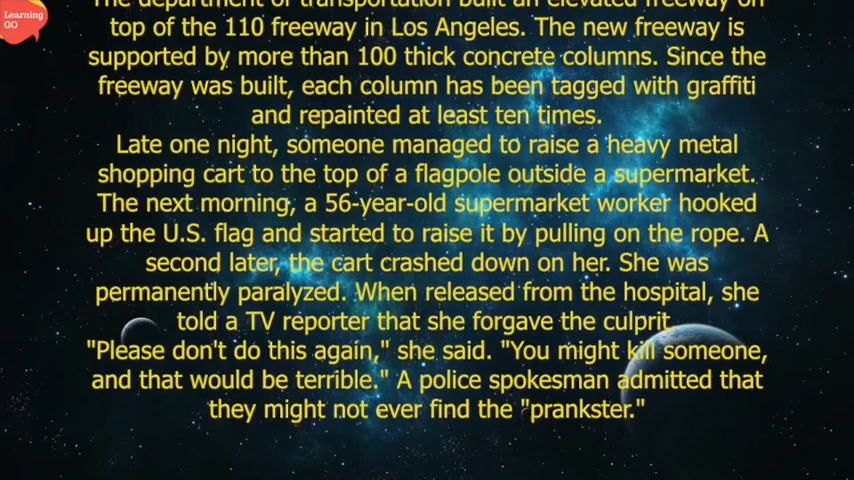 Learning
GO
The department of transportation built an elevated freeway on
top of the 110 freeway in Los Angeles. The new freeway is
supported by more than 100 thick concrete columns. Since the
freeway was built, each column has been tagged with graffiti
and repainted at least ten times.
Late one night, someone managed to raise a heavy metal
shopping cart to the top of a flagpole outside a supermarket.
The next morning, a 56-year-old supermarket worker hooked
up the U.S. flag and started to raise it by pulling on the rope. A
second later, the cart crashed down on her. She was
permanently paralyzed. When released from the hospital, she
told a TV reporter that she forgave the culprit.
"Please don't do this again," she said. "You might kill someone,
and that would be terrible." A police spokesman admitted that
they might not ever find the "prankster."